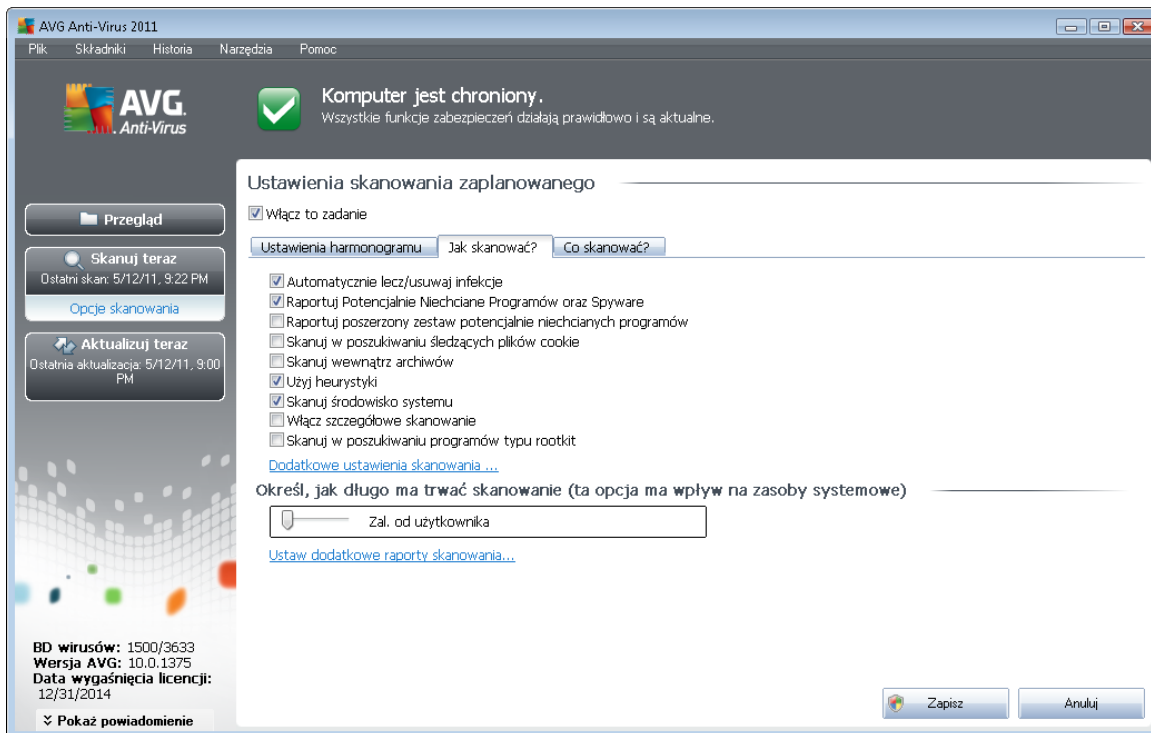 AVG Anti-Virus 2011
Plik Składniki Historia Narzędzia Pomoc
AVG.
Anti-Virus
Komputer jest chroniony.
Wszystkie funkcje zabezpieczeń działają prawidłowo i są aktualne.
Przegląd
Skanuj teraz
Ostatni skan: 5/12/11, 9:22 PM
Opcje skanowania
Aktualizuj teraz
Ostatnia aktualizacja: 5/12/11, 9:00
PM
BD wirusów: 1500/3633
Wersja AVG: 10.0.1375
Data wygaśnięcia licencji:
12/31/2014
Pokaż powiadomienie
Ustawienia skanowania zaplanowanego
Włącz to zadanie
Ustawienia harmonogramu Jak skanować? Co skanować?
Automatycznie lecz/usuwaj infekcje
Raportuj Potencjalnie Niechciane Programów oraz Spyware
Raportuj poszerzony zestaw potencjalnie niechcianych programów
Skanuj w poszukiwaniu śledzących plików cookie
Skanuj wewnątrz archiwów
Użyj heurystyki
Skanuj środowisko systemu
Włącz szczegółowe skanowanie
Skanuj w poszukiwaniu programów typu rootkit
Dodatkowe ustawienia skanowania ...
Określ, jak długo ma trwać skanowanie (ta opcja ma wpływ na zasoby systemowe)
Zal. od użytkownika
Ustaw dodatkowe raporty skanowania...
Zapisz Anuluj